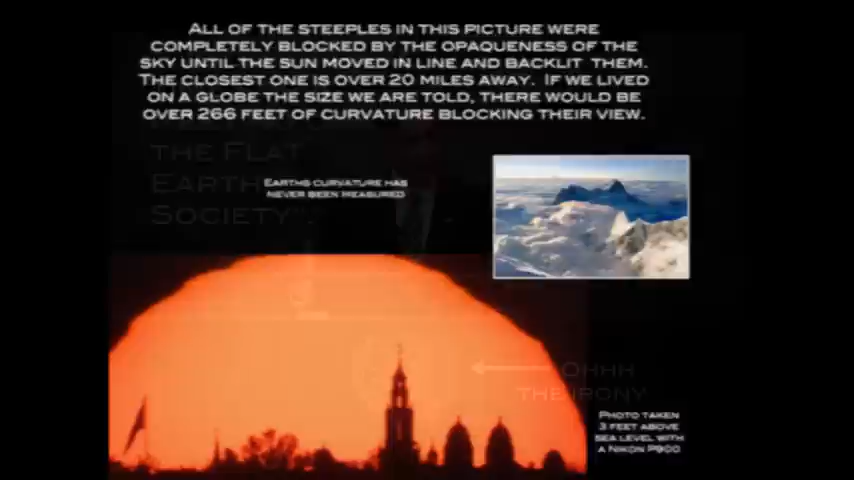 All of the steeples in this picture were
completely blocked by the opaqueness of the
sky until the sun moved in line and backlit them.
The closest one is over 20 miles away. If we lived
on a globe the size we are told, there would be
over 266 feet of curvature blocking their view.
the Flat
Earth
Society".
Earths curvature has
never been measured
Ohhh
the irony
Photo taken
3 feet above
sea level with
a Nikon P900